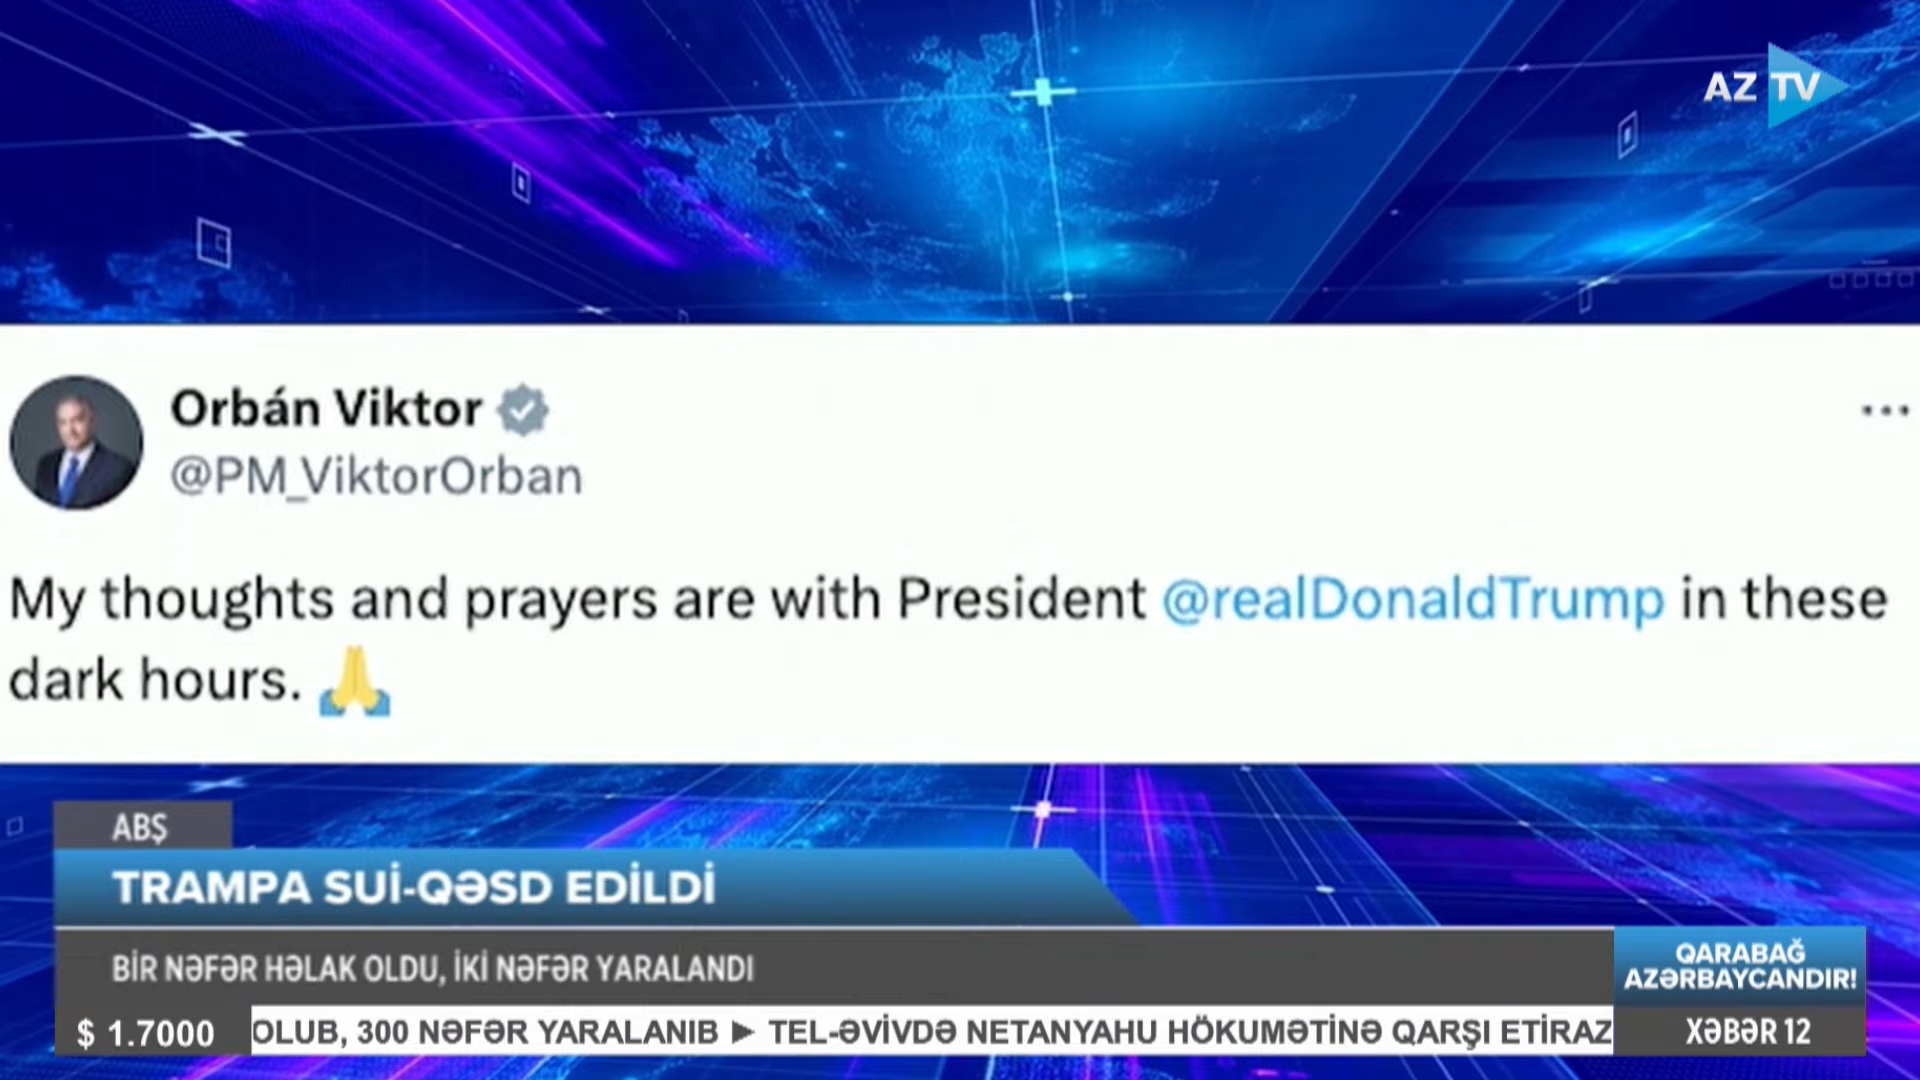 AZ TV
Orbán Viktor
@PM_ViktorOrban
My thoughts and prayers are with President @realDonaldTrump in these
dark hours. 🙏
ABŞ
TRAMPA SUİ-QƏSD EDİLDİ
BİR NƏFƏR HƏLAK OLDU, İKİ NƏFƏR YARALANDI
QARABAĞ
AZƏRBAYCANDIR!
$ 1.7000
OLUB, 300 NƏFƏR YARALANIB ► TEL-ƏVİVDƏ NETANYAHU HÖKUMƏTİNƏ QARŞI ETİRAZ
XƏBƏR 12